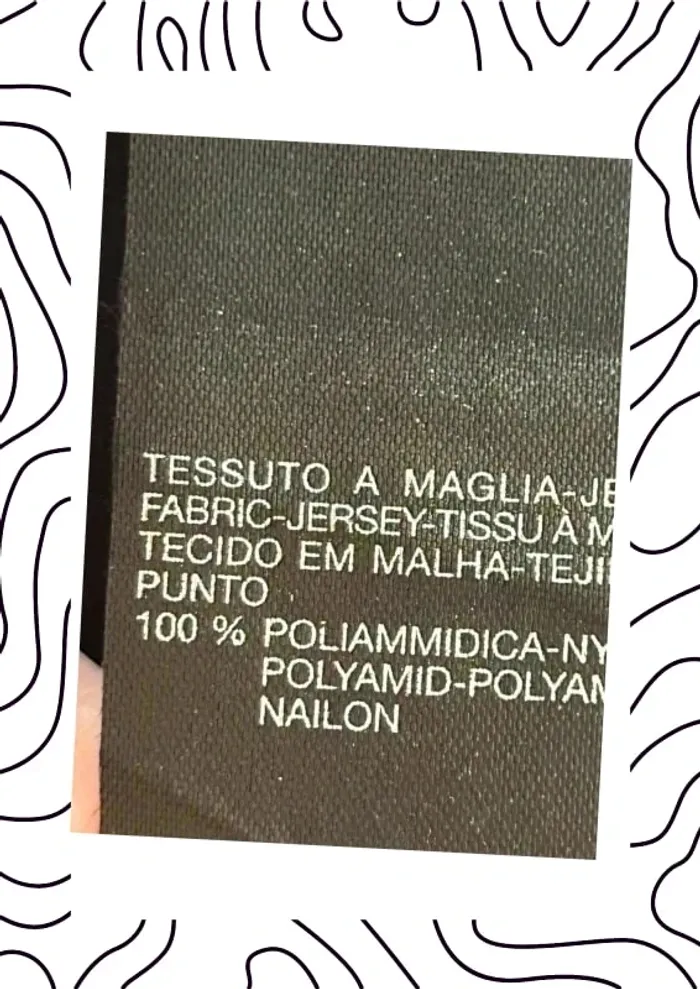 TESSUTO A MAGLIA-JE
FABRIC-JERSEY-TISSU À M
TECIDO EM MALHA-TEJI
PUNTO
100 % POLIAMMIDICA-NY
POLYAMID-POLYAM
NAILON